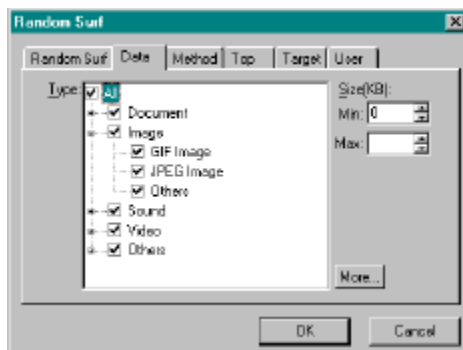 Random Surf
Random Surf Data Method Top Target User
Type:
All
Document
Image
GIF Image
JPEG Image
Others
Sound
Video
Others
Size(KB):
Min: 0
Max:
More...
OK Cancel